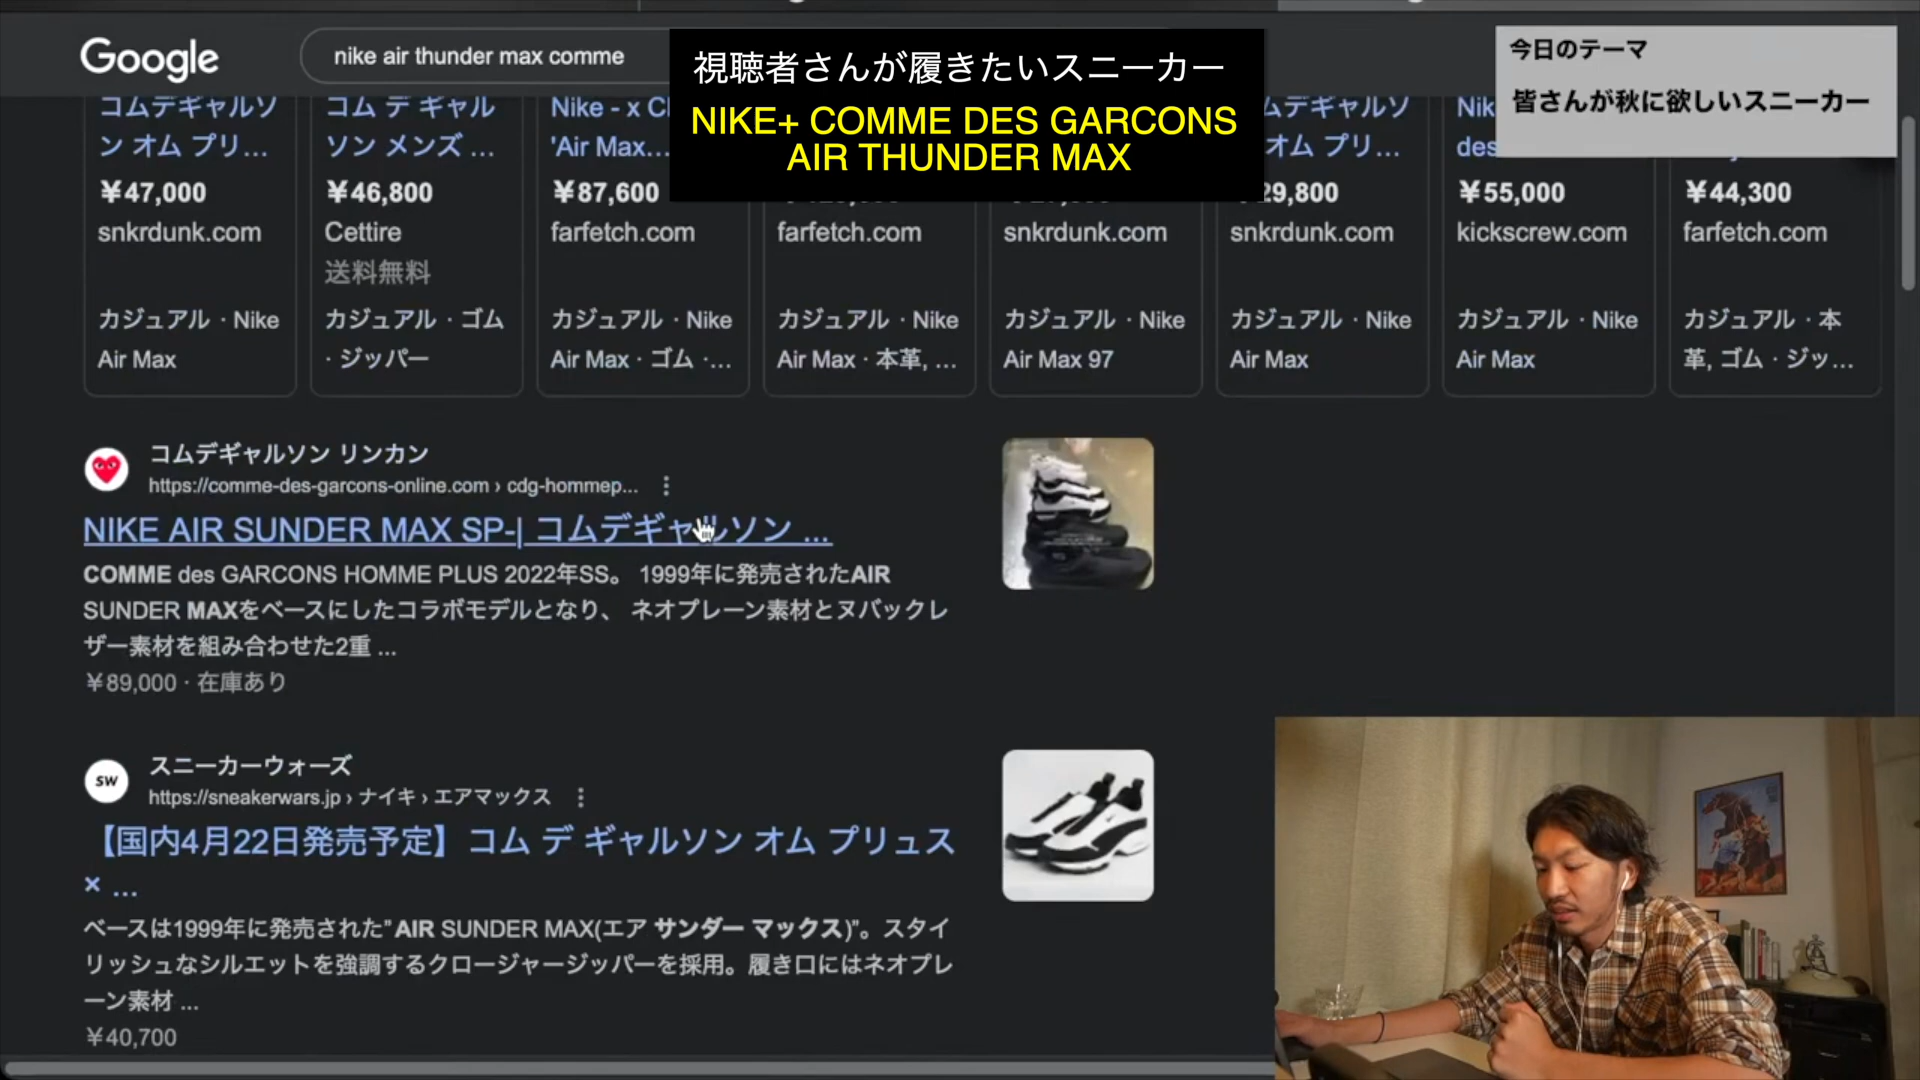 Google
nike air thunder max comme
視聴者さんが履きたいスニーカー
NIKE+ COMME DES GARCONS
AIR THUNDER MAX
今日のテーマ
皆さんが秋に欲しいスニーカー
コムデギャルソ
ン オム プリ...
¥47,000
snkrdunk.com
カジュアル · Nike
Air Max
コム デ ギャル
ソン メンズ ...
¥46,800
Cettire
送料無料
カジュアル · ゴム
· ジッパー
Nike - x C
'Air Max...
¥87,600
farfetch.com
カジュアル · Nike
Air Max · ゴム ·...
farfetch.com
カジュアル · Nike
Air Max · 本革, ...
snkrdunk.com
カジュアル · Nike
Air Max 97
ムデギャルソ
オム プリ...
29,800
snkrdunk.com
カジュアル · Nike
Air Max
Nik
des
¥55,000
kickscrew.com
カジュアル · Nike
Air Max
¥44,300
farfetch.com
カジュアル · 本
革, ゴム · ジッ...
コムデギャルソン リンカン
https://comme-des-garcons-online.com › cdg-hommep...
NIKE AIR SUNDER MAX SP-| コムデギャルソン ...
COMME des GARCONS HOMME PLUS 2022年SS。 1999年に発売されたAIR
SUNDER MAXをベースにしたコラボモデルとなり、 ネオプレーン素材とヌバックレ
ザー素材を組み合わせた2重 ...
¥89,000 · 在庫あり
SW
スニーカーウォーズ
https://sneakerwars.jp › ナイキ › エアマックス
【国内4月22日発売予定】コム デ ギャルソン オム プリュス
× ...
ベースは1999年に発売された"AIR SUNDER MAX(エア サンダー マックス)"。スタイ
リッシュなシルエットを強調するクロージャージッパーを採用。履き口にはネオプレ
ーン素材 ...
¥40,700